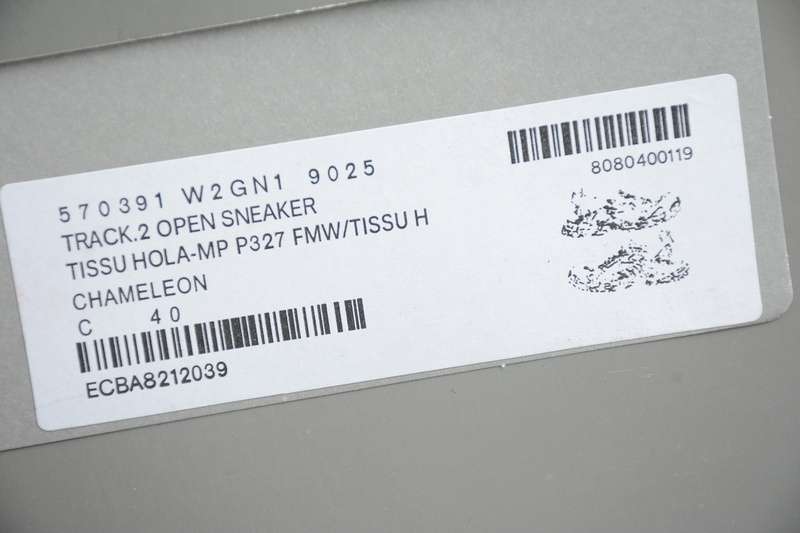 570391 W2GN1 9025
TRACK.2 OPEN SNEAKER
TISSU HOLA-MP P327 FMW/TISSU H
CHAMELEON
C 40
ECBA8212039
8080400119